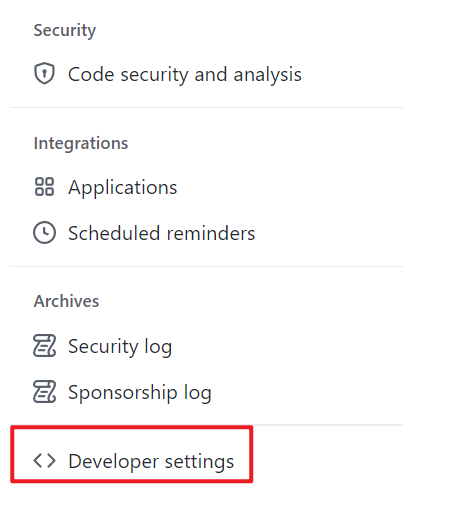 Security
Code security and analysis
Integrations
Applications
Scheduled reminders
Archives
Security log
Sponsorship log
Developer settings